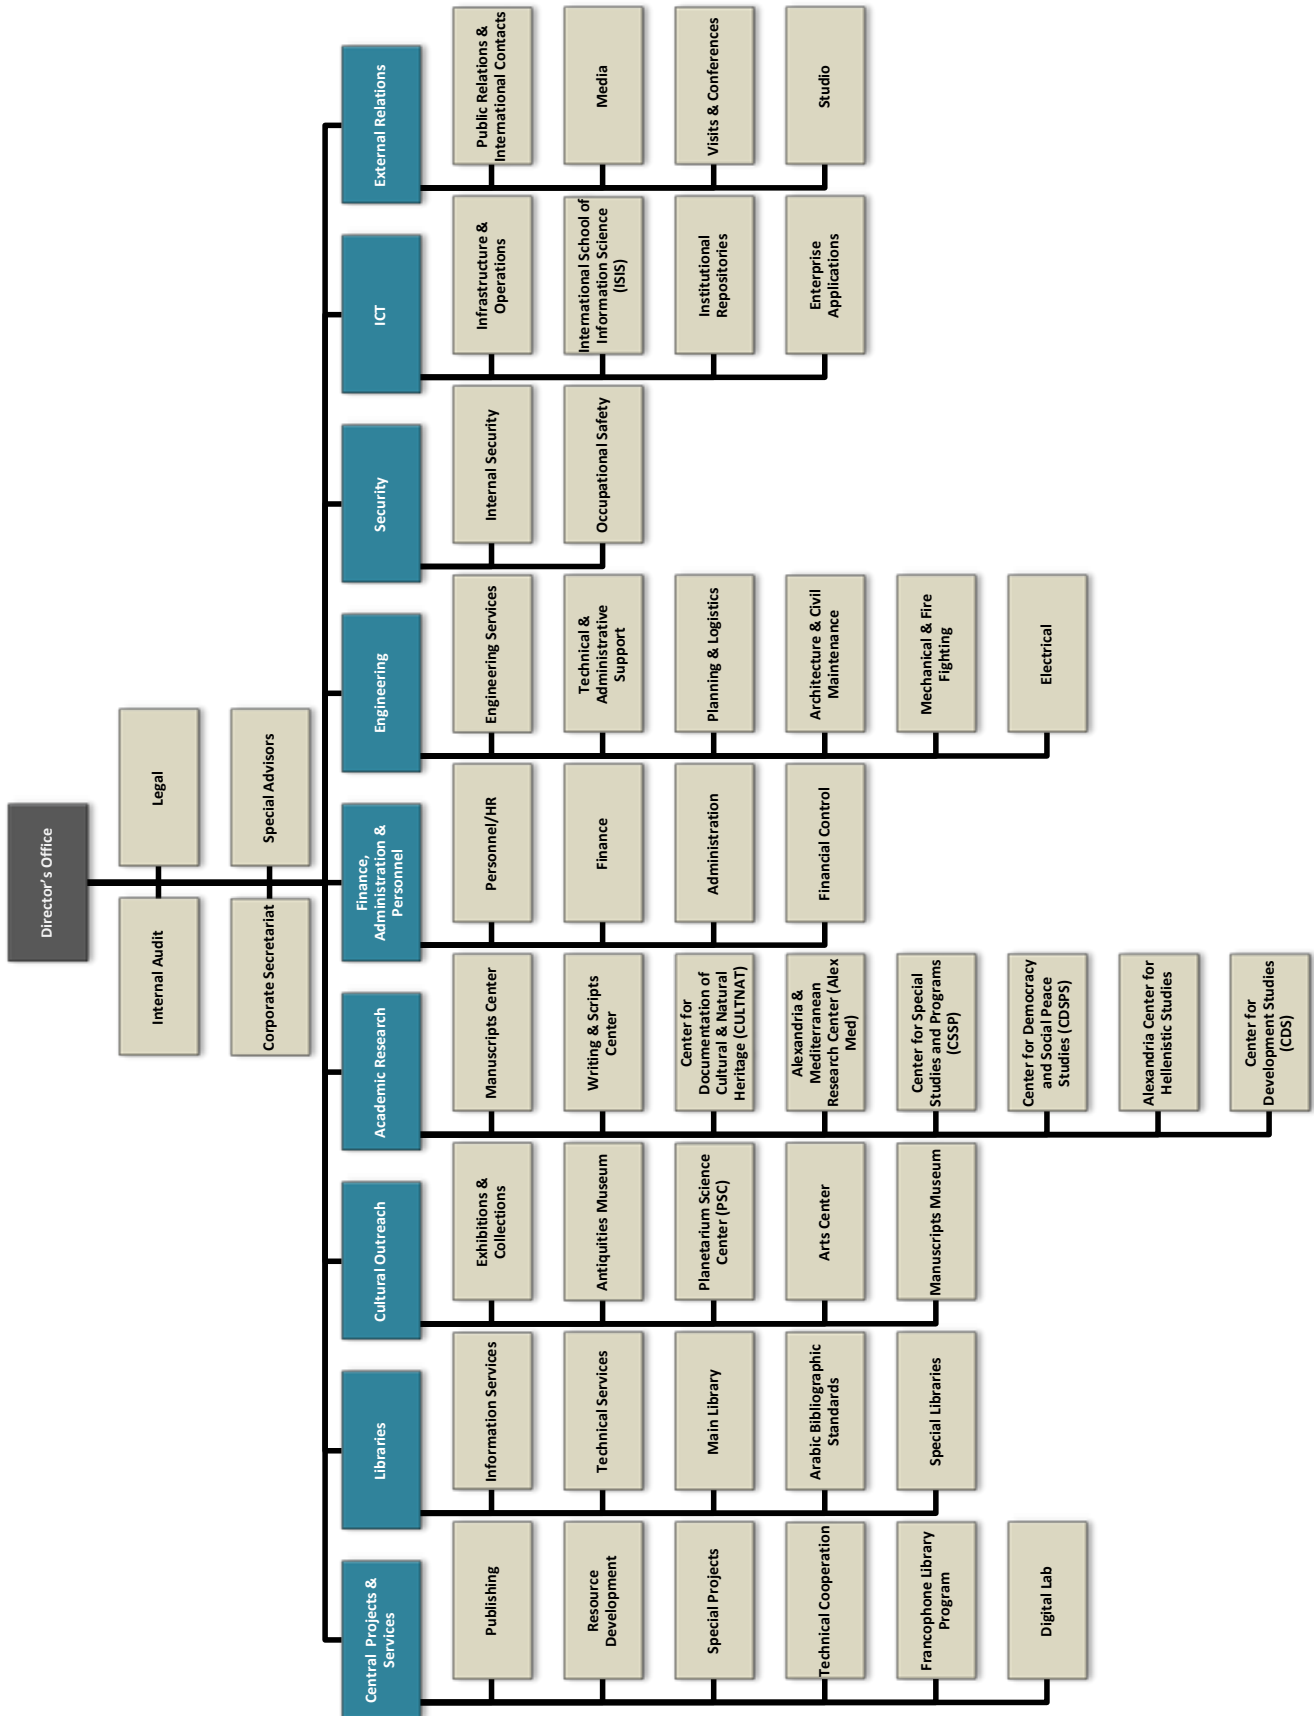 Director's Office
Internal Audit
Legal
Corporate Secretariat
Special Advisors
Central Projects &
Services
Publishing
Resource
Development
Special Projects
Technical Cooperation
Francophone Library
Program
Digital Lab
Libraries
Information Services
Technical Services
Main Library
Arabic Bibliographic
Standards
Special Libraries
Cultural Outreach
Exhibitions &
Collections
Antiquities Museum
Planetarium Science
Center (PSC)
Arts Center
Manuscripts Museum
Academic Research
Manuscripts Center
Writing & Scripts
Center
Center for
Documentation of
Cultural & Natural
Heritage (CULTNAT)
Alexandria &
Mediterranean
Research Center (Alex
Med)
Center for Special
Studies and Programs
(CSSP)
Center for Democracy
and Social Peace
Studies (CDSPS)
Alexandria Center for
Hellenistic Studies
Center for
Development Studies
(CDS)
Finance,
Administration &
Personnel
Personnel/HR
Finance
Administration
Financial Control
Engineering
Engineering Services
Technical &
Administrative
Support
Planning & Logistics
Architecture & Civil
Maintenance
Mechanical & Fire
Fighting
Electrical
Security
Internal Security
Occupational Safety
ICT
Infrastructure &
Operations
International School of
Information Science
(ISIS)
Institutional
Repositories
Enterprise
Applications
External Relations
Public Relations &
International Contacts
Media
Visits & Conferences
Studio